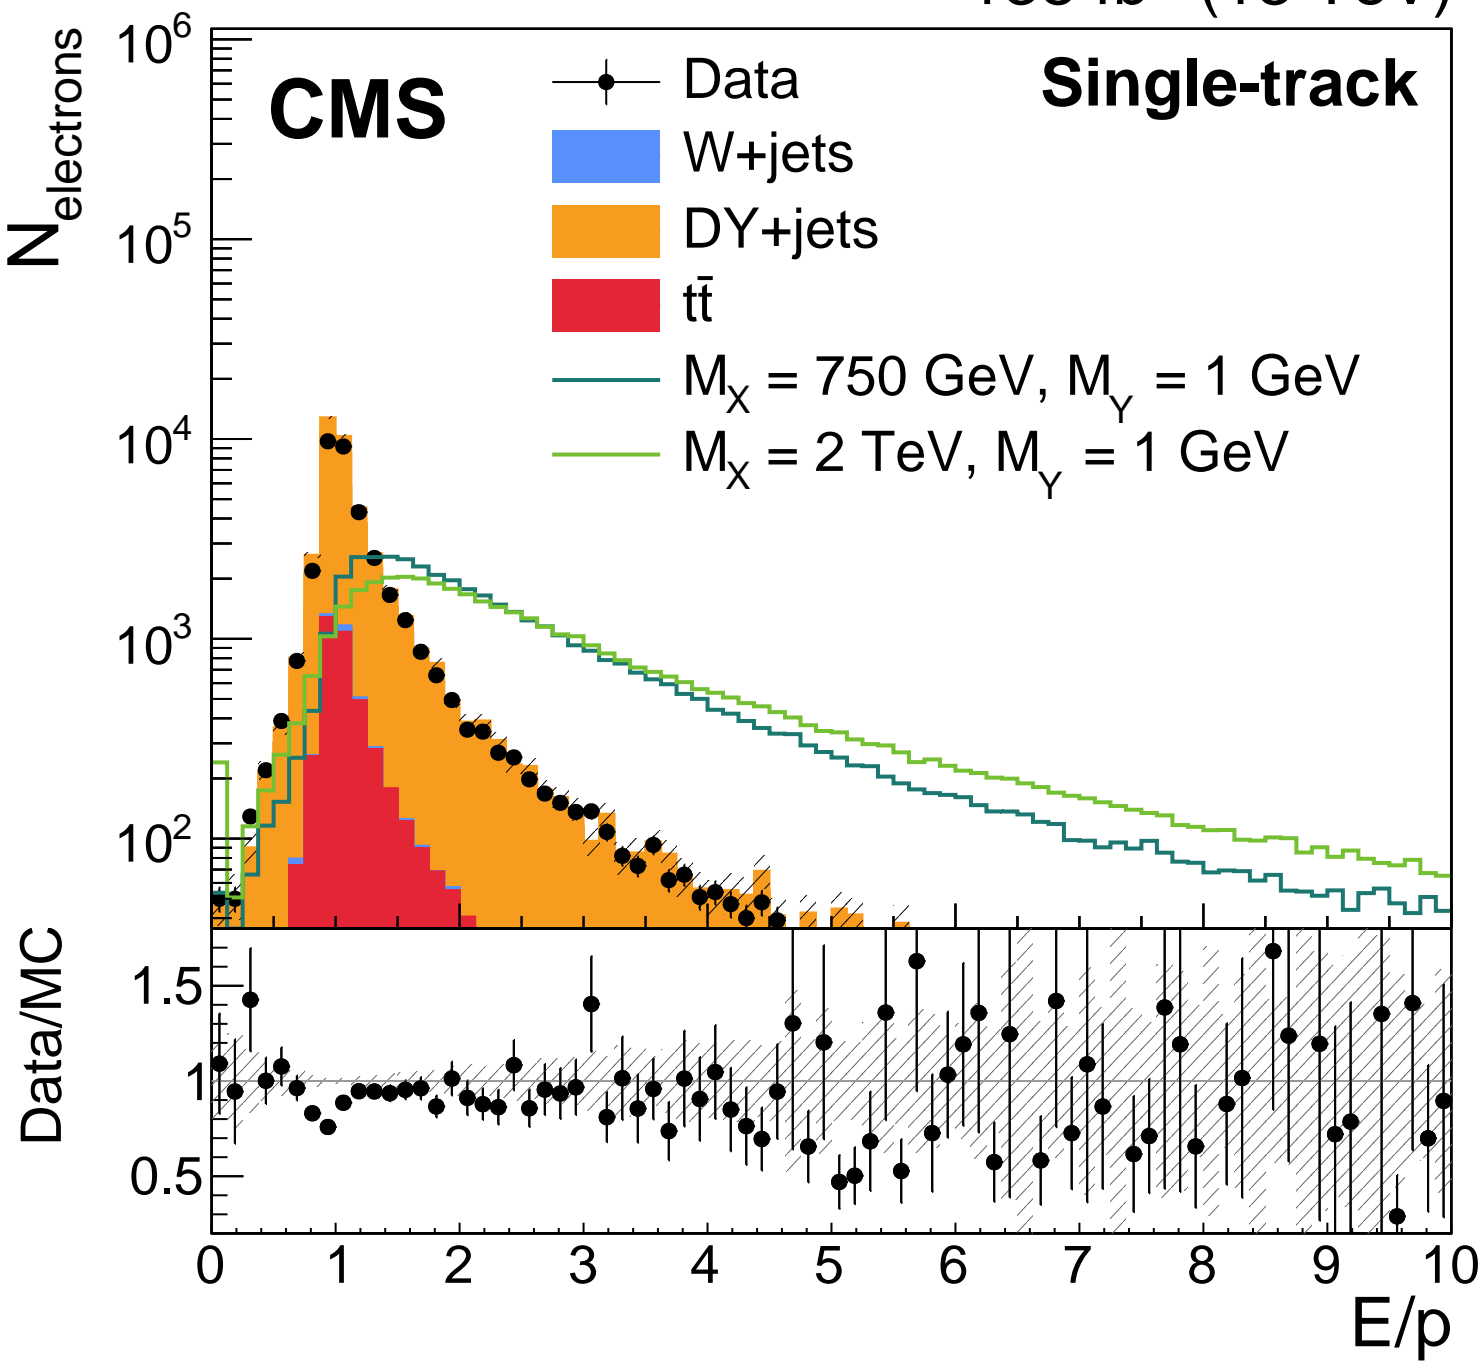 CMS
Single-track
Data
W+jets
DY+jets
tt̄
M_X = 750 GeV, M_Y = 1 GeV
M_X = 2 TeV, M_Y = 1 GeV
N_electrons
10^6
10^5
10^4
10^3
10^2
Data/MC
1.5
1
0.5
0 1 2 3 4 5 6 7 8 9 10
E/p